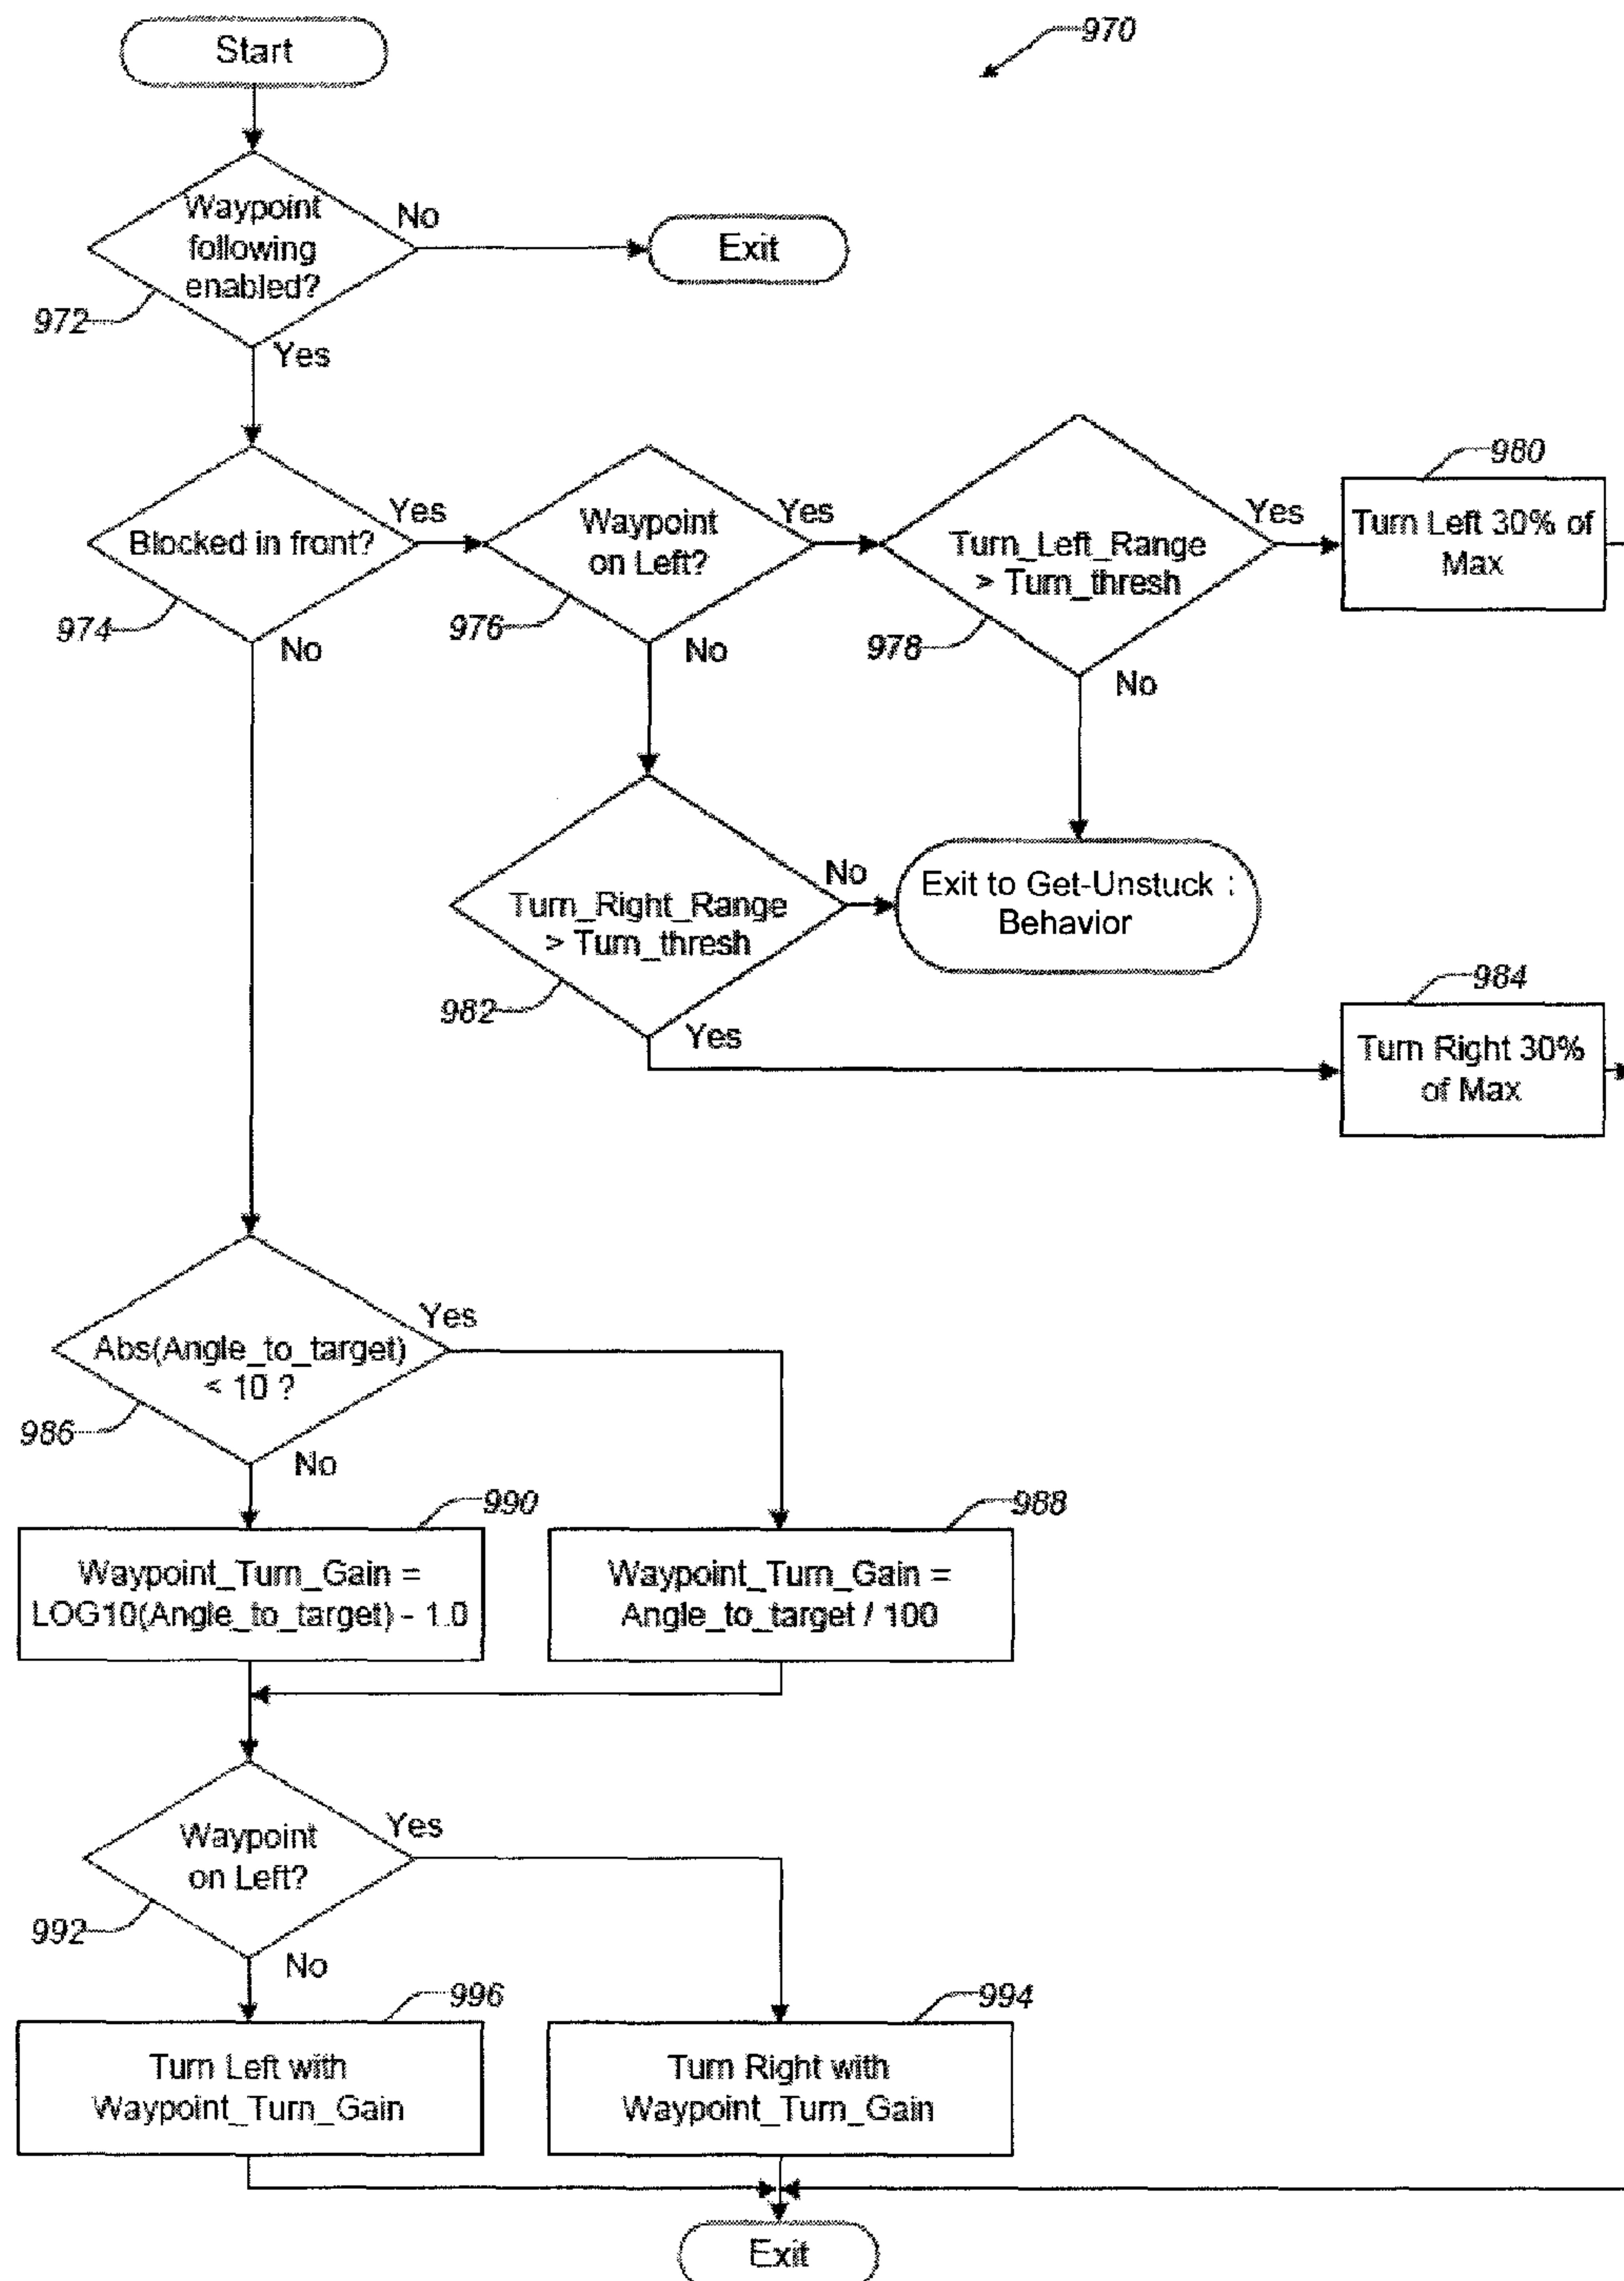 Start
970
Waypoint
following
enabled?
No
Exit
972
Yes
Blocked in front?
Yes
974
No
Waypoint
on Left?
Yes
976
No
Turn_Left_Range
> Turn_thresh
Yes
978
No
980
Turn Left 30% of
Max
Turn_Right_Range
> Turn_thresh
No
982
Yes
Exit to Get-Unstuck :
Behavior
984
Turn Right 30%
of Max
Abs(Angle_to_target)
< 10 ?
Yes
986
No
990
Waypoint_Turn_Gain =
LOG10(Angle_to_target) - 1.0
988
Waypoint_Turn_Gain =
Angle_to_target / 100
Waypoint
on Left?
Yes
992
No
996
Turn Left with
Waypoint_Turn_Gain
994
Turn Right with
Waypoint_Turn_Gain
Exit